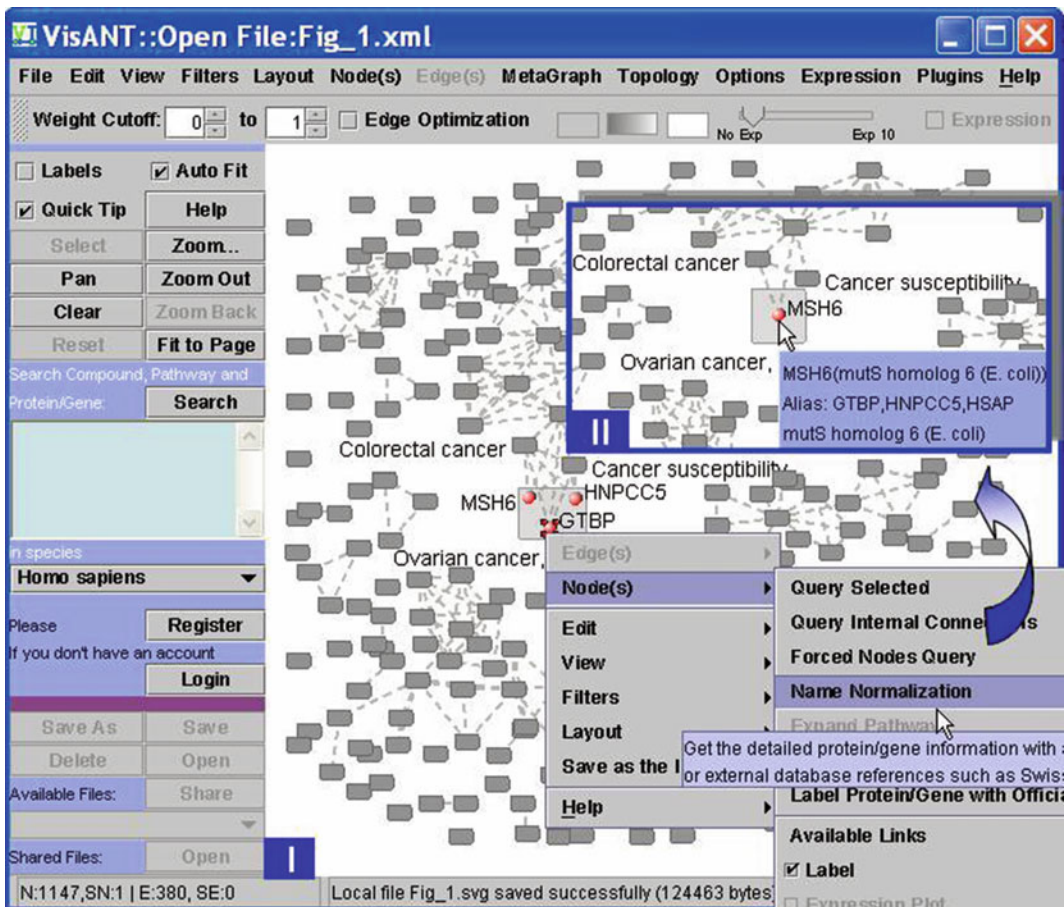 VisANT::Open File:Fig_1.xml
File Edit View Filters Layout Node(s) Edge(s) MetaGraph Topology Options Expression Plugins Help
Weight Cutoff: 0 to 1 Edge Optimization No Exp Exp 10 Expression
Labels Auto Fit
Quick Tip Help
Select Zoom...
Pan Zoom Out
Clear Zoom Back
Reset Fit to Page
Search Compound, Pathway and
Protein/Gene: Search
in species
Homo sapiens
Please Register
If you don't have an account
Login
Save As Save
Delete Open
Available Files: Share
Shared Files: Open
N:1147,SN:1 | E:380, SE:0
Local file Fig_1.svg saved successfully (124463 bytes
Colorectal cancer
Cancer susceptibility
MSH6
HNPCC5
GTBP
Ovarian cancer,
I
Colorectal cancer
Cancer susceptibility
MSH6
Ovarian cancer,
MSH6(mutS homolog 6 (E. coli))
Alias: GTBP,HNPCC5,HSAP
mutS homolog 6 (E. coli)
II
Edge(s)
Node(s)
Edit
View
Filters
Layout
Save as the
Help
Query Selected
Query Internal
Forced Nodes Query
Name Normalization
Expand Pathway
Get the detailed protein/gene information with
or external database references such as Swis
Label Protein/Gene with Offici
Available Links
Label
Expression Plot